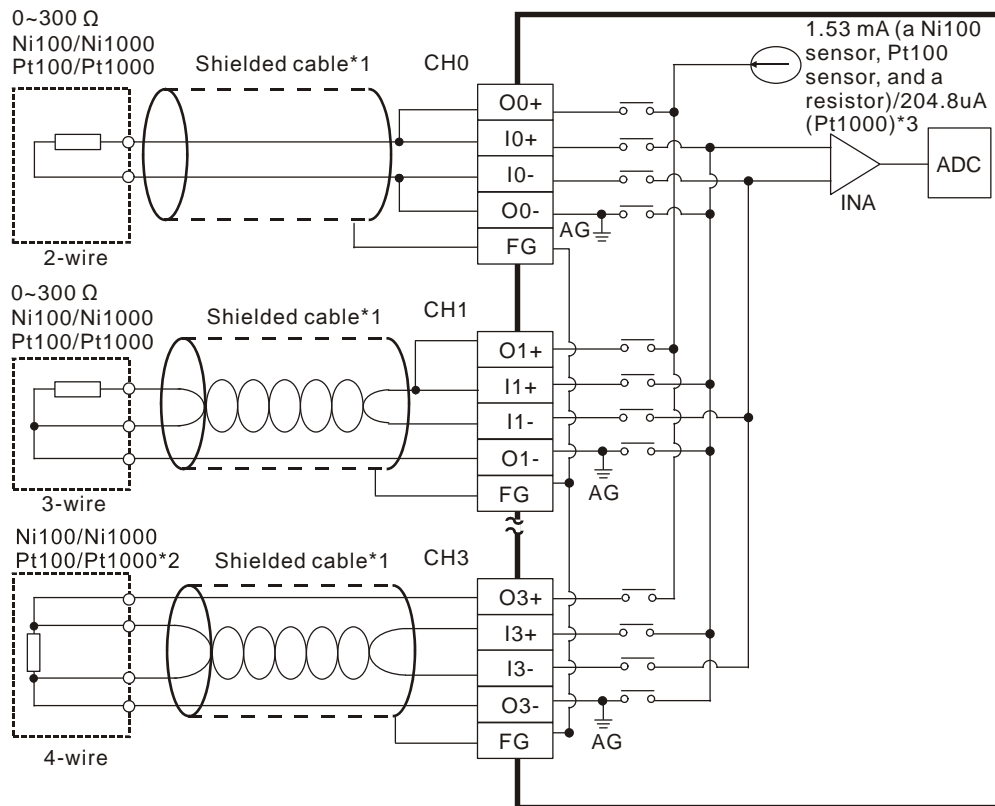 0~300 Ω
Ni100/Ni1000
Pt100/Pt1000
Shielded cable*1
CH0
O0+
I0+
I0-
O0-
FG
AG
2-wire
1.53 mA (a Ni100
sensor, Pt100
sensor, and a
resistor)/204.8uA
(Pt1000)*3
INA
ADC
0~300 Ω
Ni100/Ni1000
Pt100/Pt1000
Shielded cable*1
CH1
O1+
I1+
I1-
O1-
FG
AG
3-wire
Ni100/Ni1000
Pt100/Pt1000*2
Shielded cable*1
CH3
O3+
I3+
I3-
O3-
FG
AG
4-wire